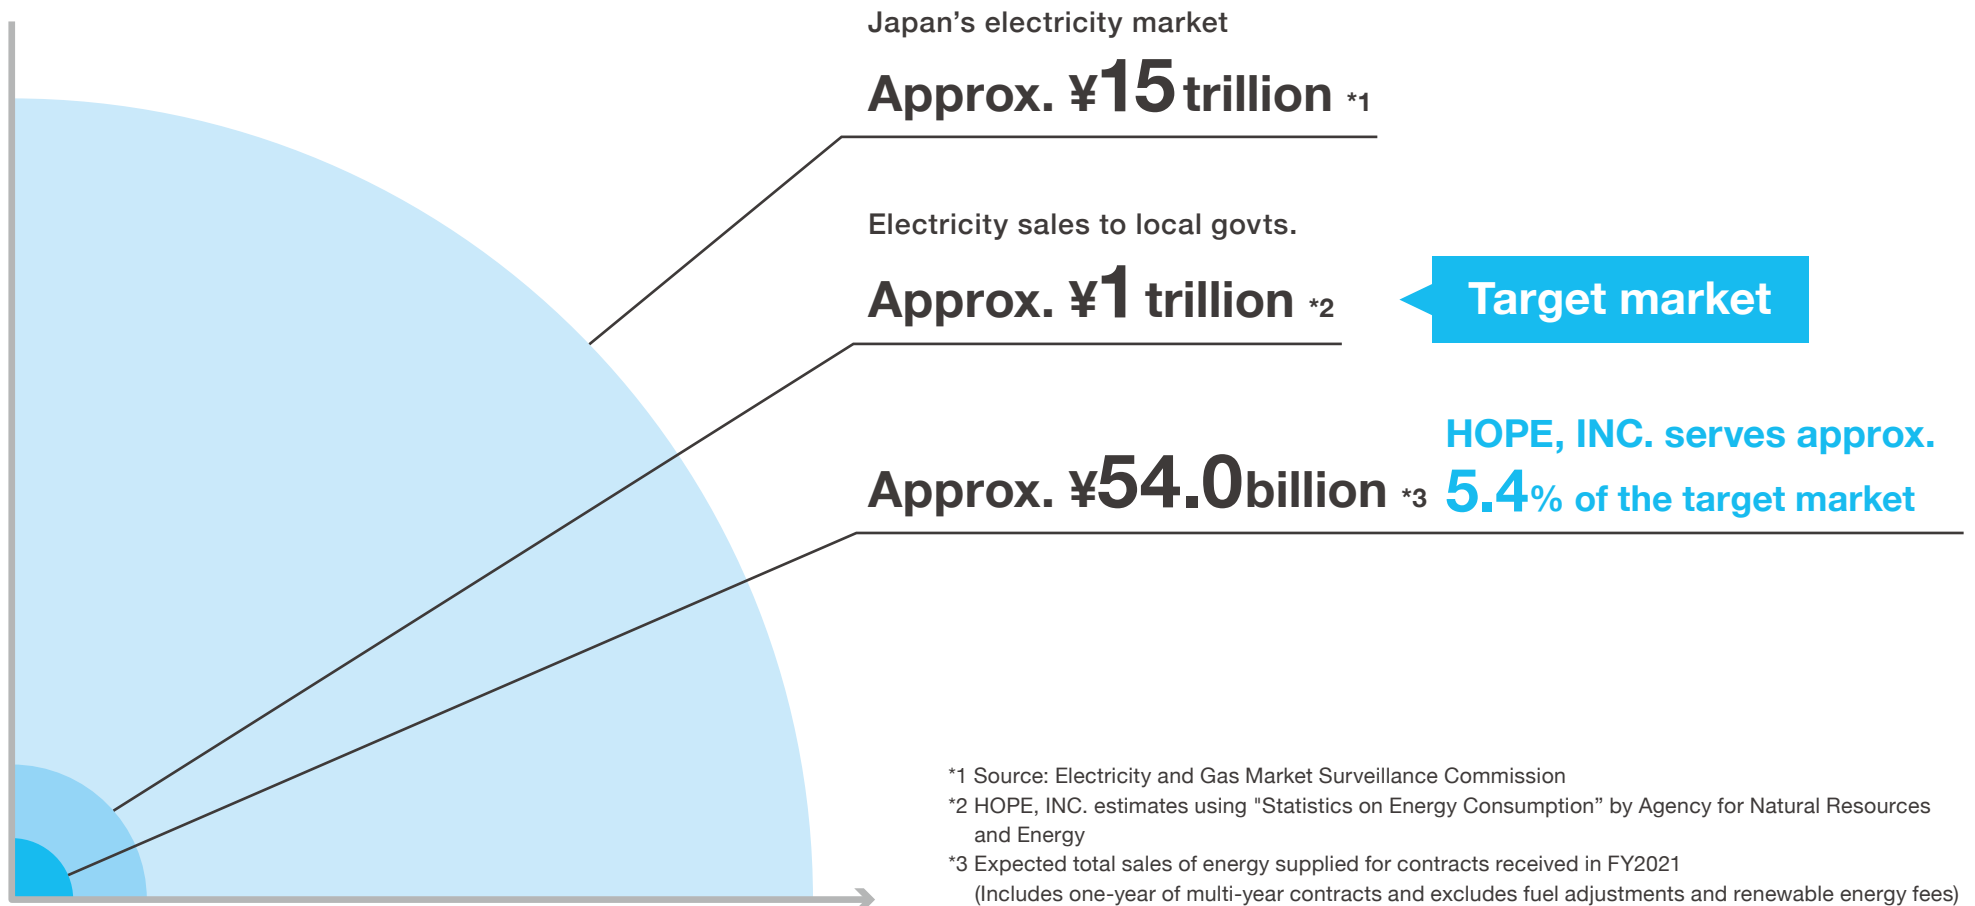 Japan’s electricity market
Approx. ¥15 trillion *1
Electricity sales to local govts.
Approx. ¥1 trillion *2
Target market
Approx. ¥54.0billion *3
HOPE, INC. serves approx.
5.4% of the target market
*1 Source: Electricity and Gas Market Surveillance Commission
*2 HOPE, INC. estimates using "Statistics on Energy Consumption” by Agency for Natural Resources
and Energy
*3 Expected total sales of energy supplied for contracts received in FY2021
(Includes one-year of multi-year contracts and excludes fuel adjustments and renewable energy fees)